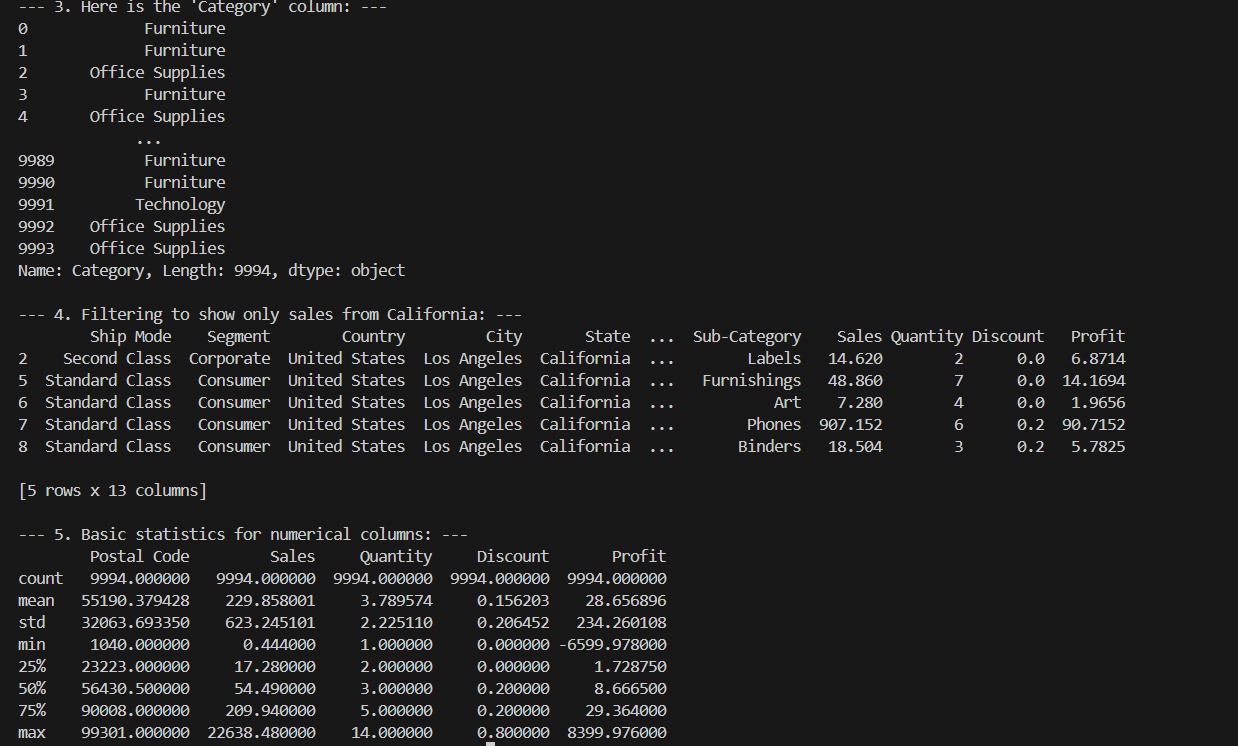 --- 3. Here is the 'Category' column: ---
0             Furniture
1             Furniture
2       Office Supplies
3             Furniture
4       Office Supplies
             ...
9989          Furniture
9990          Furniture
9991         Technology
9992    Office Supplies
9993    Office Supplies
Name: Category, Length: 9994, dtype: object

--- 4. Filtering to show only sales from California: ---
        Ship Mode    Segment        Country         City       State  ...  Sub-Category    Sales Quantity Discount   Profit
2    Second Class  Corporate  United States  Los Angeles  California  ...        Labels   14.620        2      0.0   6.8714
5  Standard Class   Consumer  United States  Los Angeles  California  ...   Furnishings   48.860        7      0.0  14.1694
6  Standard Class   Consumer  United States  Los Angeles  California  ...           Art    7.280        4      0.0   1.9656
7  Standard Class   Consumer  United States  Los Angeles  California  ...        Phones  907.152        6      0.2  90.7152
8  Standard Class   Consumer  United States  Los Angeles  California  ...       Binders   18.504        3      0.2   5.7825

[5 rows x 13 columns]

--- 5. Basic statistics for numerical columns: ---
        Postal Code         Sales     Quantity     Discount       Profit
count   9994.000000   9994.000000  9994.000000  9994.000000  9994.000000
mean   55190.379428    229.858001     3.789574     0.156203    28.656896
std    32063.693350    623.245101     2.225110     0.206452   234.260108
min     1040.000000      0.444000     1.000000     0.000000 -6599.978000
25%    23223.000000     17.280000     2.000000     0.000000     1.728750
50%    56430.500000     54.490000     3.000000     0.200000     8.666500
75%    90008.000000    209.940000     5.000000     0.200000    29.364000
max    99301.000000  22638.480000    14.000000     0.800000  8399.976000